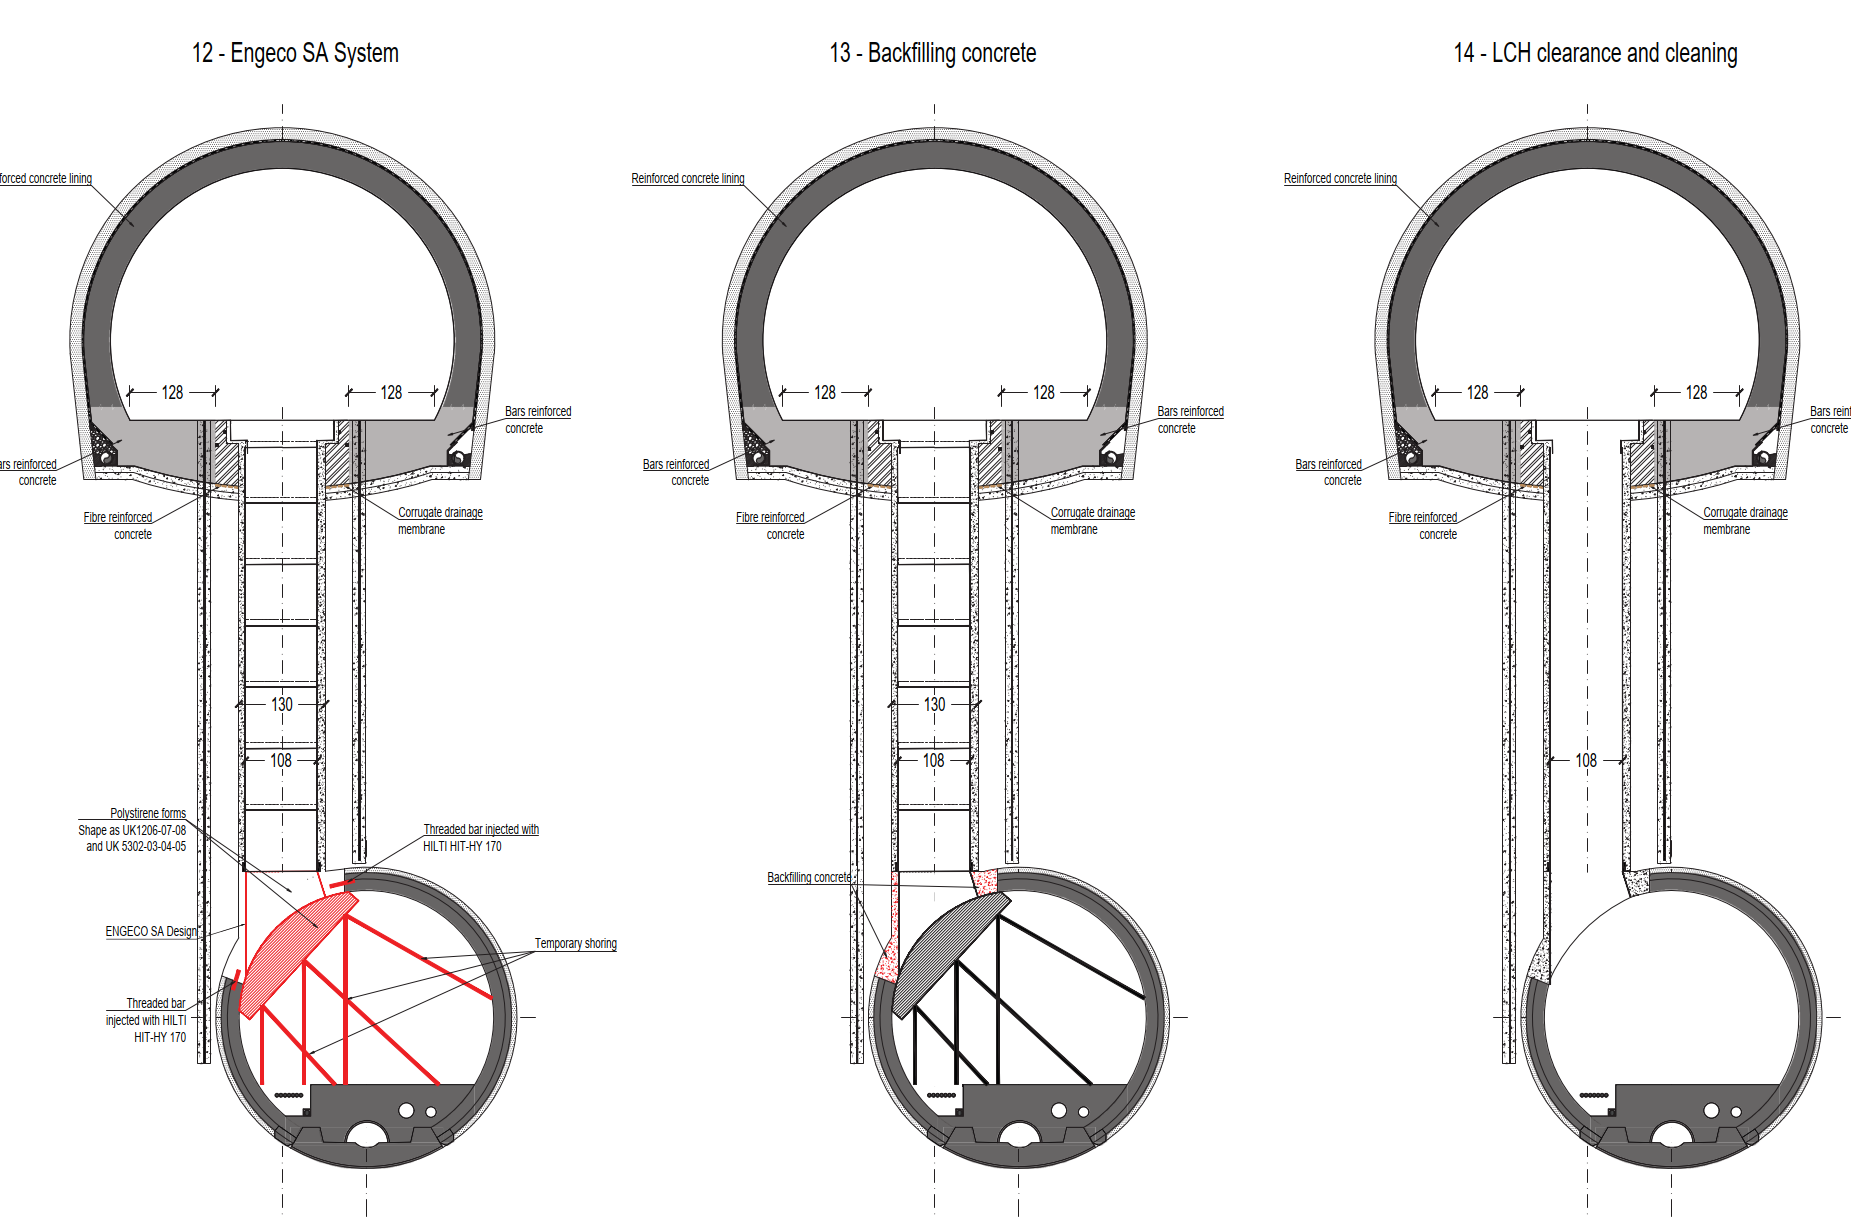 12 - Engeco SA System
13 - Backfilling concrete
14 - LCH clearance and cleaning
forced concrete lining
128
128
Bars reinforced
concrete
ars reinforced
concrete
Fibre reinforced
concrete
Corrugate drainage
membrane
130
108
Polystirene forms
Shape as UK1206-07-08
and UK 5302-03-04-05
Threaded bar injected with
HILTI HIT-HY 170
ENGECO SA Design
Temporary shoring
Threaded bar
injected with HILTI
HIT-HY 170
Reinforced concrete lining
128
128
Bars reinforced
concrete
Bars reinforced
concrete
Fibre reinforced
concrete
Corrugate drainage
membrane
130
108
Backfilling concrete
Reinforced concrete lining
128
128
Bars rein
concrete
Bars reinforced
concrete
Fibre reinforced
concrete
Corrugate drainage
membrane
108